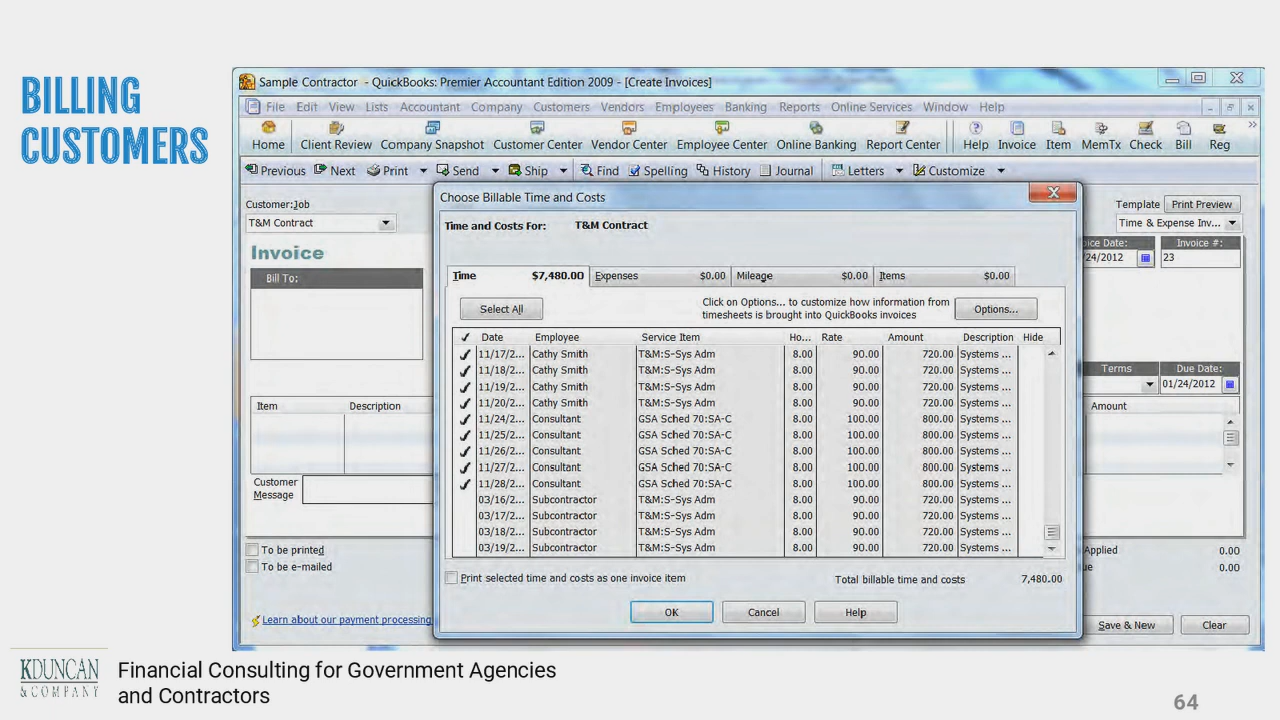 BILLING
CUSTOMERS
Sample Contractor - QuickBooks: Premier Accountant Edition 2009 - [Create Invoices]
File Edit View Lists Accountant Company Customers Vendors Employees Banking Reports Online Services Window Help
Home Client Review Company Snapshot Customer Center Vendor Center Employee Center Online Banking Report Center Help Invoice Item MemTx Check Bill Reg
Previous Next Print Send Ship Find Spelling History Journal Letters Customize
Customer:Job
T&M Contract
Template Print Preview
Time & Expense Inv...
Invoice
Bill To:
ice Date: Invoice #:
/24/2012 23
Terms Due Date:
01/24/2012
Item Description Amount
Customer
Message
To be printed
To be e-mailed
Applied 0.00
ue 0.00
Learn about our payment processing
Save & New Clear
Choose Billable Time and Costs
Time and Costs For: T&M Contract
Time $7,480.00 Expenses $0.00 Mileage $0.00 Items $0.00
Select All
Click on Options... to customize how information from
timesheets is brought into QuickBooks invoices
Options...
✓ Date Employee Service Item Ho... Rate Amount Description Hide
✓ 11/17/2... Cathy Smith T&M:S-Sys Adm 8.00 90.00 720.00 Systems ...
✓ 11/18/2... Cathy Smith T&M:S-Sys Adm 8.00 90.00 720.00 Systems ...
✓ 11/19/2... Cathy Smith T&M:S-Sys Adm 8.00 90.00 720.00 Systems ...
✓ 11/20/2... Cathy Smith T&M:S-Sys Adm 8.00 90.00 720.00 Systems ...
✓ 11/24/2... Consultant GSA Sched 70:SA-C 8.00 100.00 800.00 Systems ...
✓ 11/25/2... Consultant GSA Sched 70:SA-C 8.00 100.00 800.00 Systems ...
✓ 11/26/2... Consultant GSA Sched 70:SA-C 8.00 100.00 800.00 Systems ...
✓ 11/27/2... Consultant GSA Sched 70:SA-C 8.00 100.00 800.00 Systems ...
✓ 11/28/2... Consultant GSA Sched 70:SA-C 8.00 100.00 800.00 Systems ...
03/16/2... Subcontractor T&M:S-Sys Adm 8.00 90.00 720.00 Systems ...
03/17/2... Subcontractor T&M:S-Sys Adm 8.00 90.00 720.00 Systems ...
03/18/2... Subcontractor T&M:S-Sys Adm 8.00 90.00 720.00 Systems ...
03/19/2... Subcontractor T&M:S-Sys Adm 8.00 90.00 720.00 Systems ...
Print selected time and costs as one invoice item Total billable time and costs 7,480.00
OK Cancel Help
KDUNCAN
& COMPANY
Financial Consulting for Government Agencies
and Contractors
64